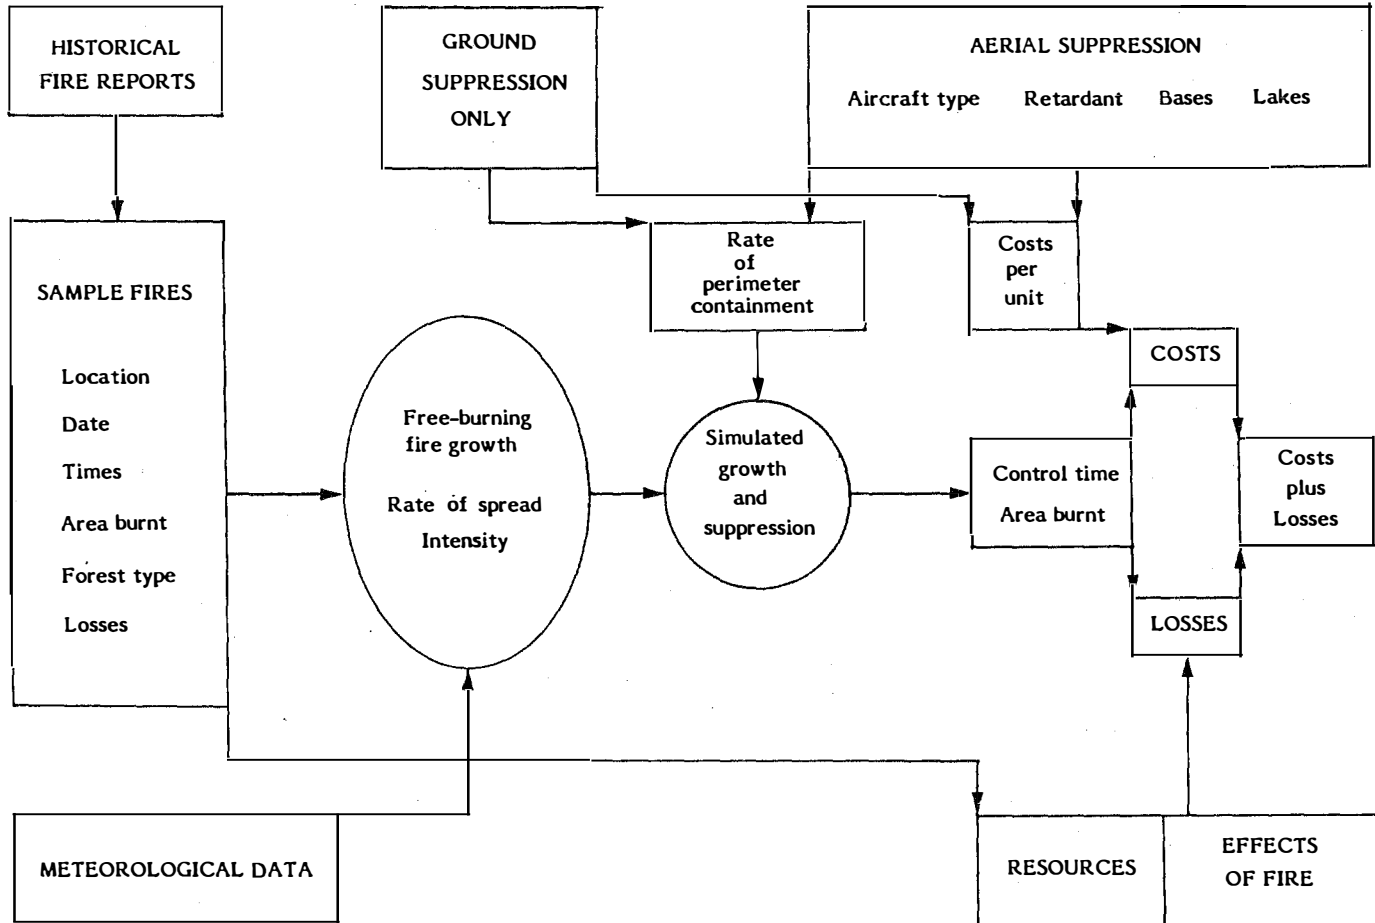 HISTORICAL
FIRE REPORTS
GROUND
SUPPRESSION
ONLY
AERIAL SUPPRESSION
Aircraft type Retardant Bases Lakes
SAMPLE FIRES
Location
Date
Times
Area burnt
Forest type
Losses
Rate
of
perimeter
containment
Costs
per
unit
Free-burning
fire growth
Rate of spread
Intensity
Simulated
growth
and
suppression
Control time
Area burnt
COSTS
LOSSES
Costs
plus
Losses
METEOROLOGICAL DATA
RESOURCES
EFFECTS
OF FIRE